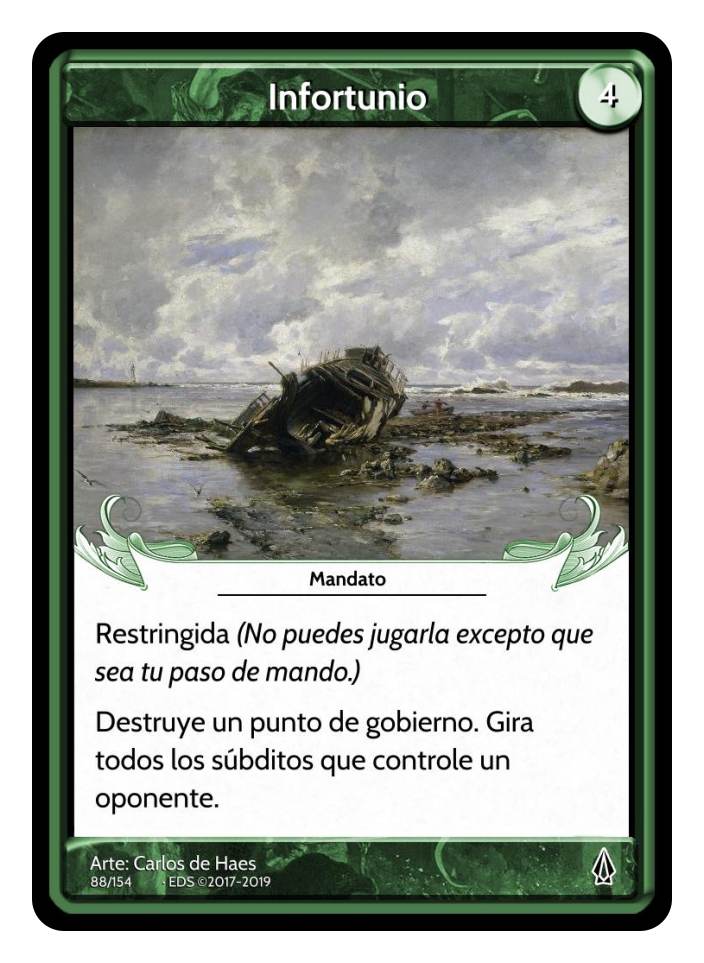 Infortunio
4
Mandato
Restringida (No puedes jugarla excepto que
sea tu paso de mando.)
Destruye un punto de gobierno. Gira
todos los súbditos que controle un
oponente.
Arte: Carlos de Haes
88/154 · EDS ©2017-2019